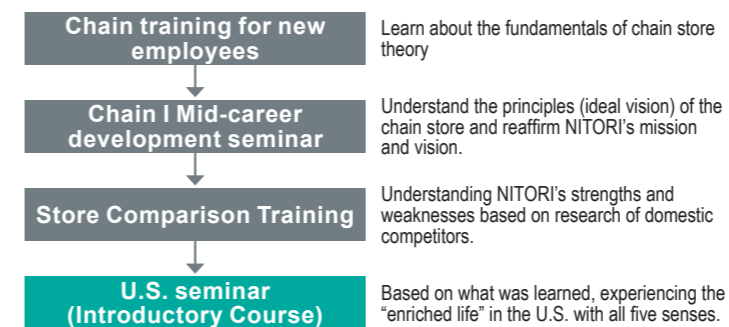 Chain training for new
employees
Learn about the fundamentals of chain store
theory
Chain I Mid-career
development seminar
Understand the principles (ideal vision) of the
chain store and reaffirm NITORI's mission
and vision.
Store Comparison Training
Understanding NITORI's strengths and
weaknesses based on research of domestic
competitors.
U.S. seminar
(Introductory Course)
Based on what was learned, experiencing the
“enriched life” in the U.S. with all five senses.